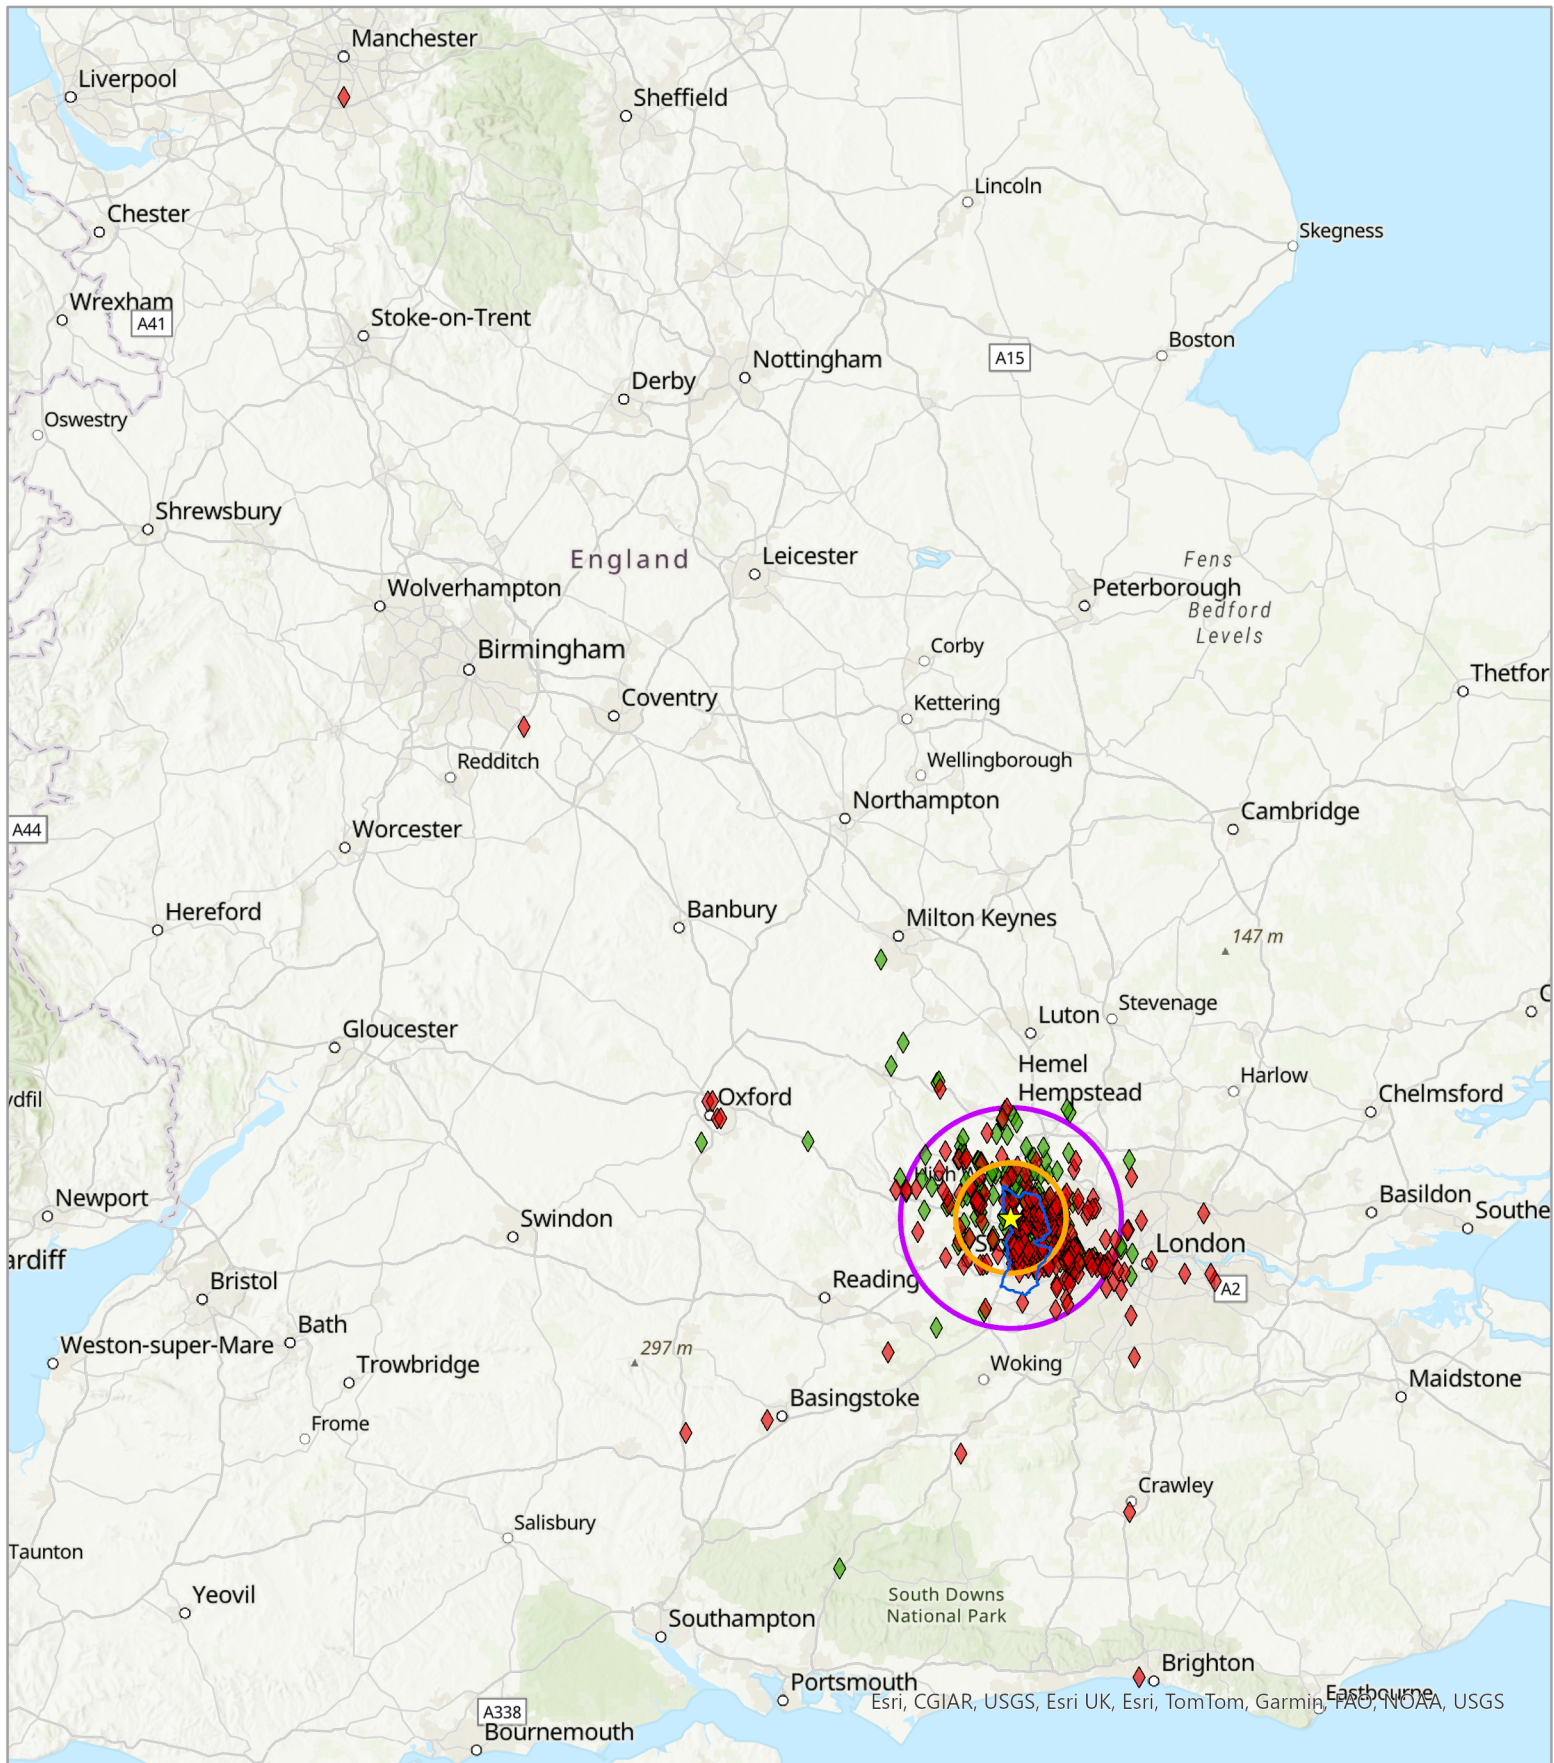 Manchester
Liverpool
Sheffield
Lincoln
Chester
Skegness
Wrexham
A41
Stoke-on-Trent
Boston
Nottingham
A15
Derby
Oswestry
Shrewsbury
England
Leicester
Fens
Wolverhampton
Peterborough
Bedford
Levels
Birmingham
Corby
Thetfor
Coventry
Kettering
Redditch
Wellingborough
Northampton
Cambridge
A44
Worcester
Hereford
Banbury
Milton Keynes
147 m
C
Stevenage
Luton
Gloucester
Hemel
Hempstead
Harlow
Chelmsford
ydfil
Oxford
High
Newport
Basildon
Southe
Swindon
London
ardiff
Reading
A2
Bristol
Bath
Weston-super-Mare
297 m
Trowbridge
Woking
Maidstone
Basingstoke
Frome
Crawley
Salisbury
Taunton
South Downs
National Park
Yeovil
Southampton
Brighton
Portsmouth
Eastbourne
Esri, CGIAR, USGS, Esri UK, Esri, TomTom, Garmin, FAO, NOAA, USGS
A338
Bournemouth